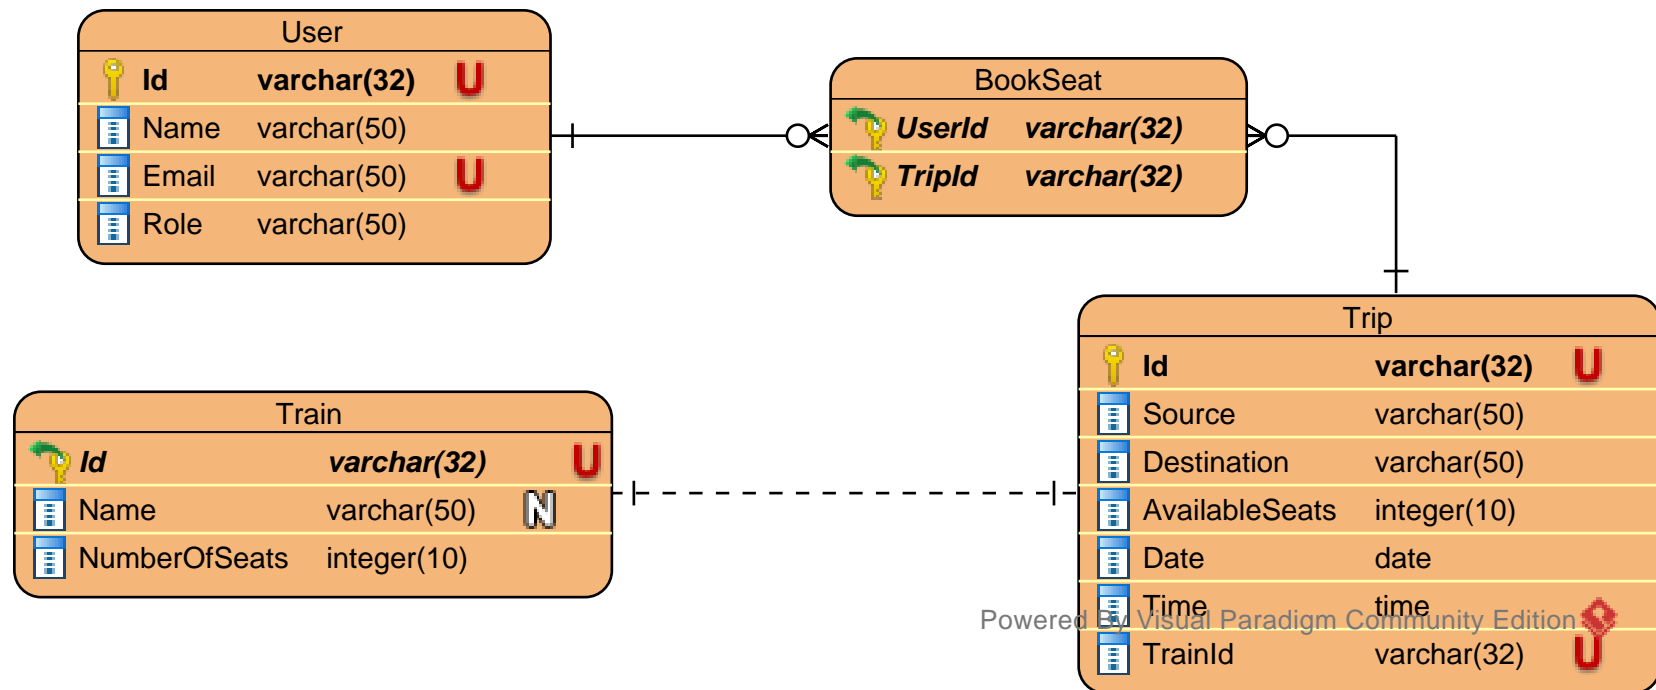 User
Id varchar(32) U
Name varchar(50)
Email varchar(50) U
Role varchar(50)
BookSeat
UserId varchar(32)
TripId varchar(32)
Train
Id varchar(32) U
Name varchar(50) N
NumberOfSeats integer(10)
Trip
Id varchar(32) U
Source varchar(50)
Destination varchar(50)
AvailableSeats integer(10)
Date date
Time time
Powered By Visual Paradigm Community Edition
TrainId varchar(32) U